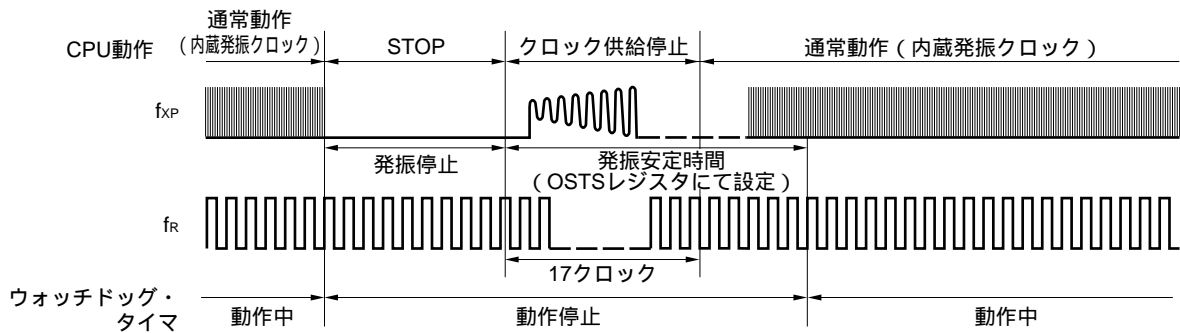 通常動作
CPU動作
(内蔵発振クロック)
STOP
クロック供給停止
通常動作(内蔵発振クロック)
fXP
発振停止
発振安定時間
(OSTSレジスタにて設定)
fR
17クロック
ウォッチドッグ・
タイマ
動作中
動作停止
動作中